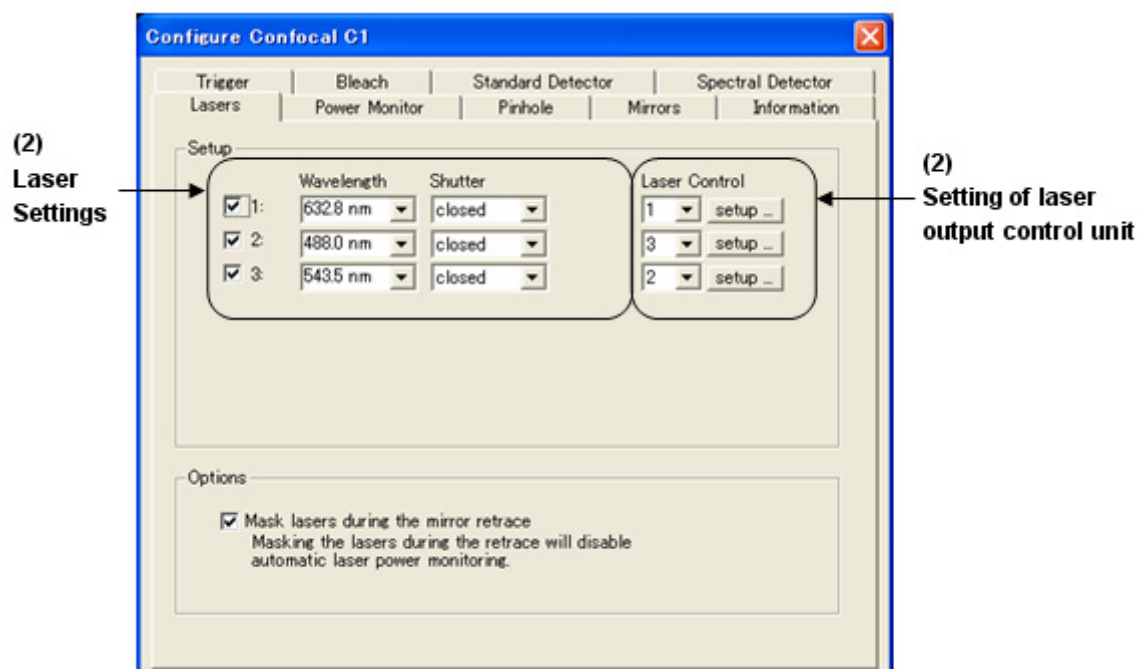 Configure Confocal C1
Trigger Bleach Standard Detector Spectral Detector
Lasers Power Monitor Pinhole Mirrors Information
(2)
Laser
Settings
Setup
Wavelength Shutter Laser Control
1: 632.8 nm closed 1 setup ...
2: 488.0 nm closed 3 setup ...
3: 543.5 nm closed 2 setup ...
(2)
Setting of laser
output control unit
Options
Mask lasers during the mirror retrace
Masking the lasers during the retrace will disable
automatic laser power monitoring.